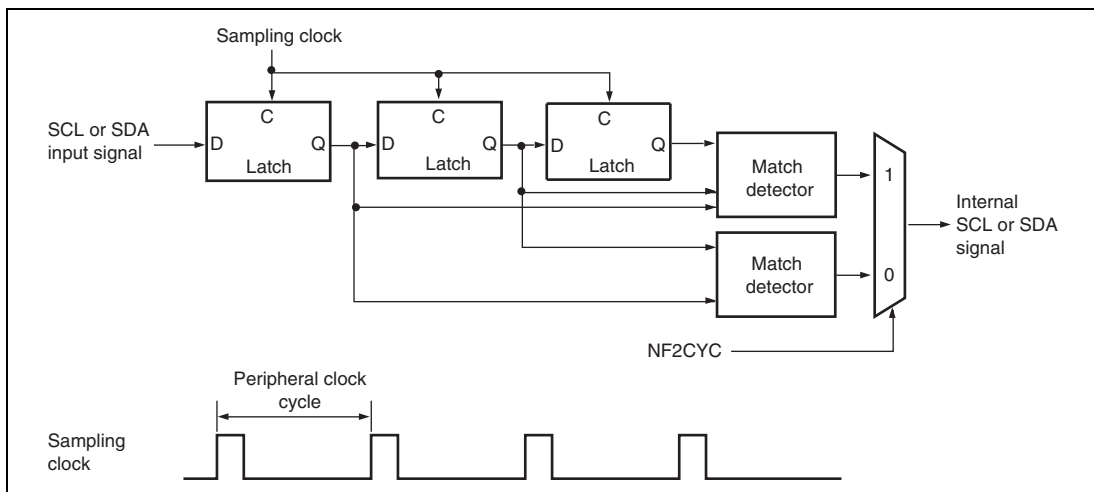 Sampling clock
C
C
C
SCL or SDA
input signal
D
Q
D
Q
D
Q
Latch
Latch
Latch
Match
detector
1
Internal
SCL or SDA
signal
Match
detector
0
NF2CYC
Peripheral clock
cycle
Sampling
clock